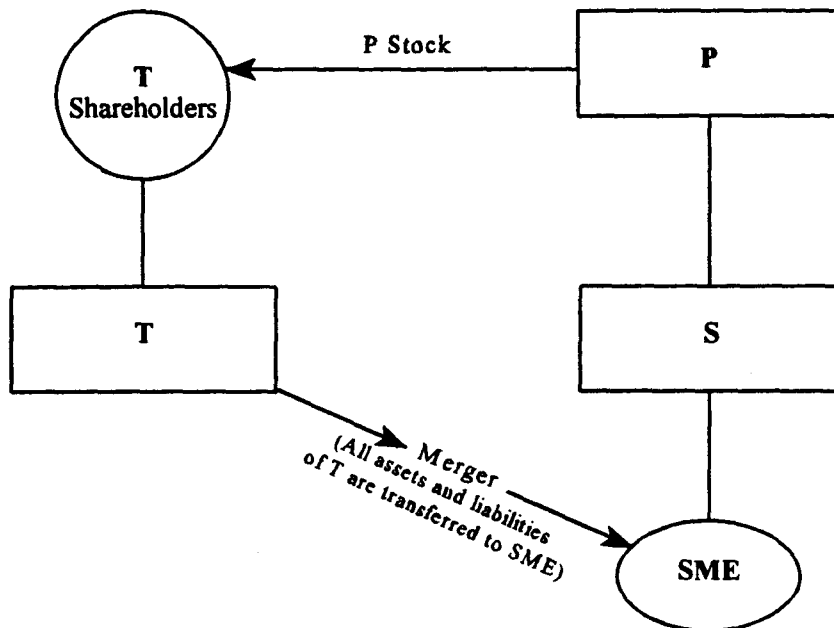 P Stock
P
T
Shareholders
T
S
Merger
(All assets and liabilities
of T are transferred to SME)
SME